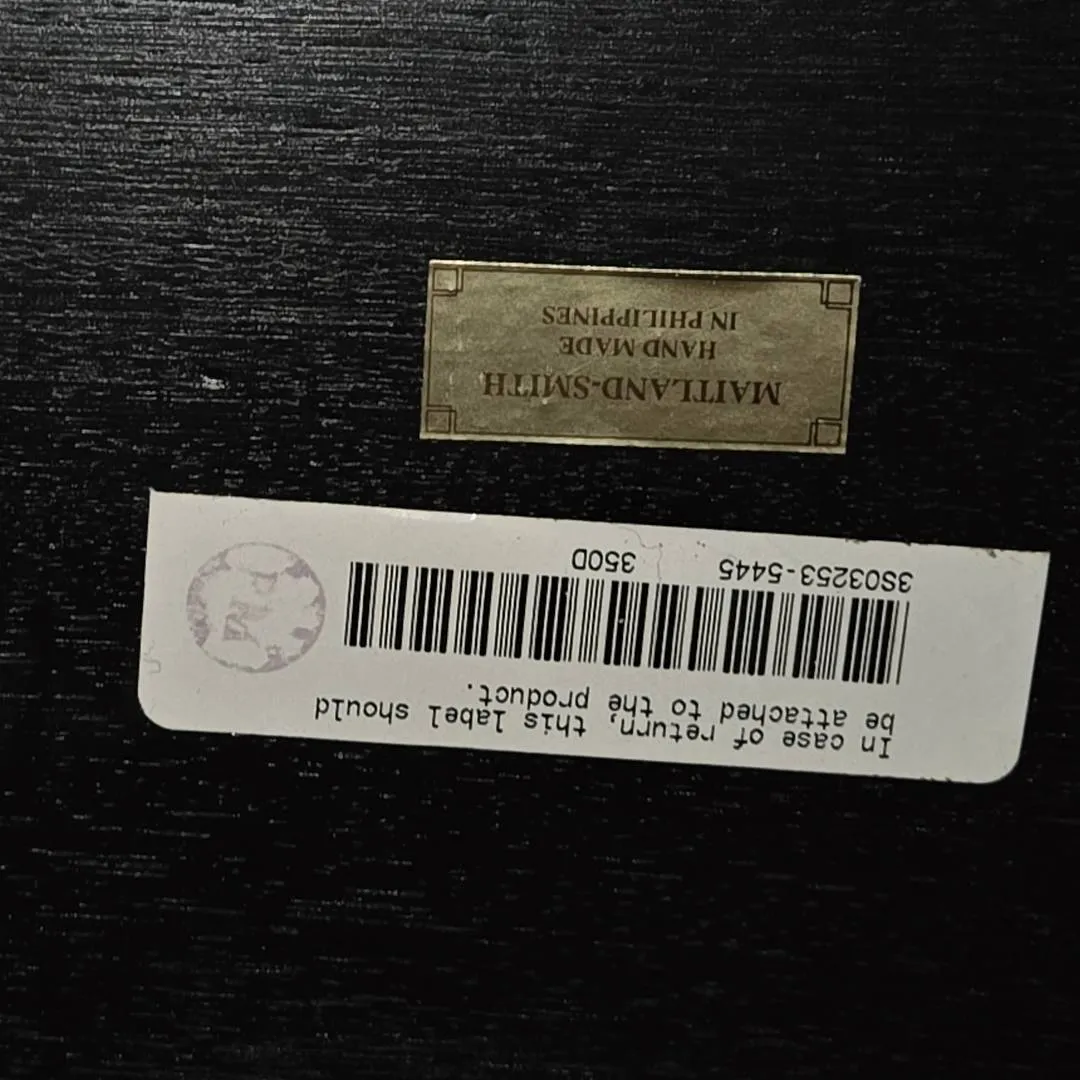 MAITLAND-SMITH
HAND MADE
IN PHILIPPINES
In case of return, this label should
be attached to the product.
3S03253-5445 350D